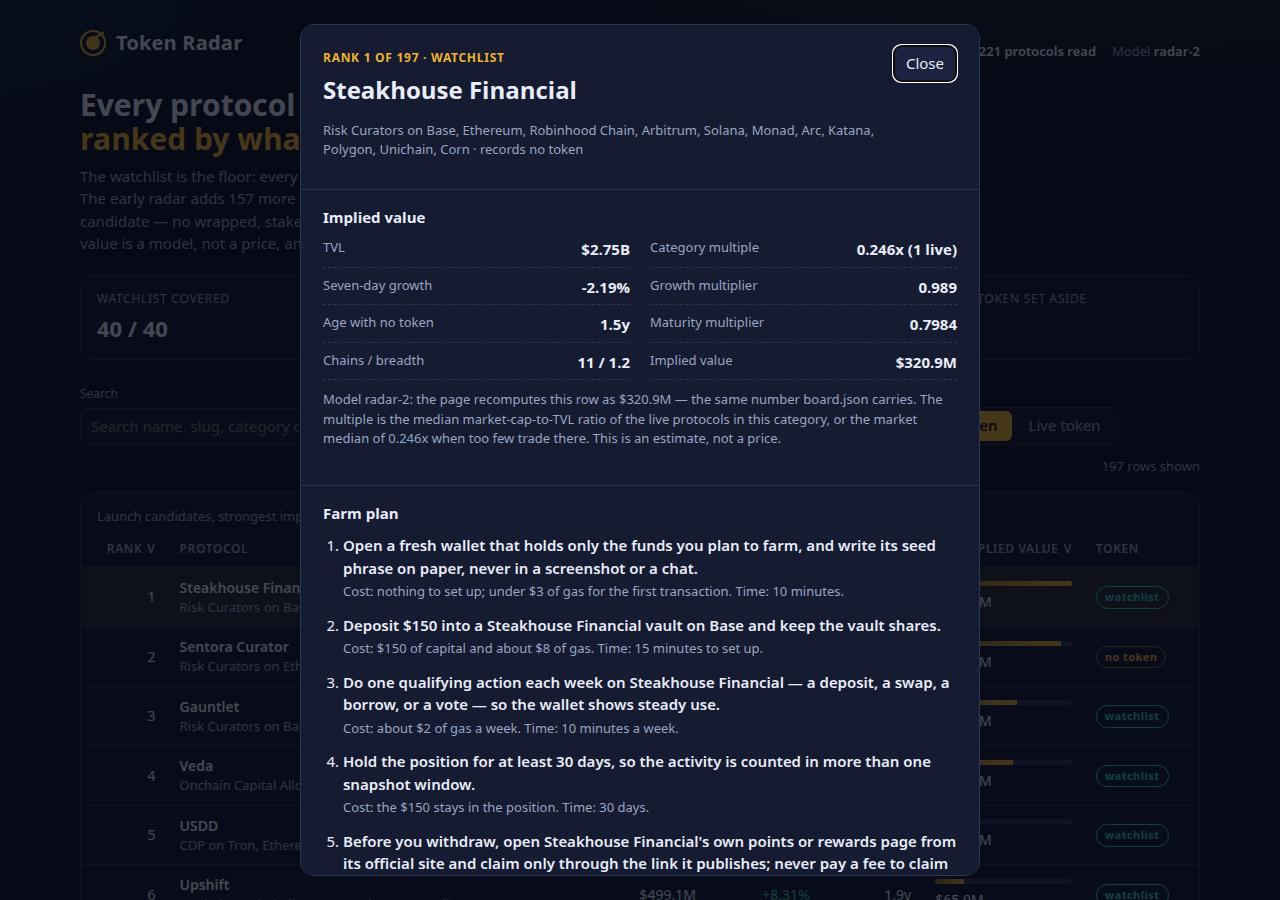 Token Radar
221 protocols read Model radar-2
Every protocol
ranked by wha
The watchlist is the floor: every
The early radar adds 157 more
candidate — no wrapped, stake
value is a model, not a price, an
WATCHLIST COVERED
40 / 40
TOKEN SET ASIDE
Search
Search name, slug, category o
en
Live token
197 rows shown
Launch candidates, strongest imp
RANK V PROTOCOL PLIED VALUE V TOKEN
1 Steakhouse Finan watchlist
Risk Curators on Ba M
2 Sentora Curator no token
Risk Curators on Eth M
3 Gauntlet watchlist
Risk Curators on Ba M
4 Veda watchlist
Onchain Capital Allo M
5 USDD watchlist
CDP on Tron, Ethere M
6 Upshift $499.1M +8.31% 1.9y $65.0M watchlist
RANK 1 OF 197 · WATCHLIST
Close
Steakhouse Financial
Risk Curators on Base, Ethereum, Robinhood Chain, Arbitrum, Solana, Monad, Arc, Katana,
Polygon, Unichain, Corn · records no token
Implied value
TVL $2.75B Category multiple 0.246x (1 live)
Seven-day growth -2.19% Growth multiplier 0.989
Age with no token 1.5y Maturity multiplier 0.7984
Chains / breadth 11 / 1.2 Implied value $320.9M
Model radar-2: the page recomputes this row as $320.9M — the same number board.json carries. The
multiple is the median market-cap-to-TVL ratio of the live protocols in this category, or the market
median of 0.246x when too few trade there. This is an estimate, not a price.
Farm plan
1. Open a fresh wallet that holds only the funds you plan to farm, and write its seed
phrase on paper, never in a screenshot or a chat.
Cost: nothing to set up; under $3 of gas for the first transaction. Time: 10 minutes.
2. Deposit $150 into a Steakhouse Financial vault on Base and keep the vault shares.
Cost: $150 of capital and about $8 of gas. Time: 15 minutes to set up.
3. Do one qualifying action each week on Steakhouse Financial — a deposit, a swap, a
borrow, or a vote — so the wallet shows steady use.
Cost: about $2 of gas a week. Time: 10 minutes a week.
4. Hold the position for at least 30 days, so the activity is counted in more than one
snapshot window.
Cost: the $150 stays in the position. Time: 30 days.
5. Before you withdraw, open Steakhouse Financial's own points or rewards page from
its official site and claim only through the link it publishes; never pay a fee to claim